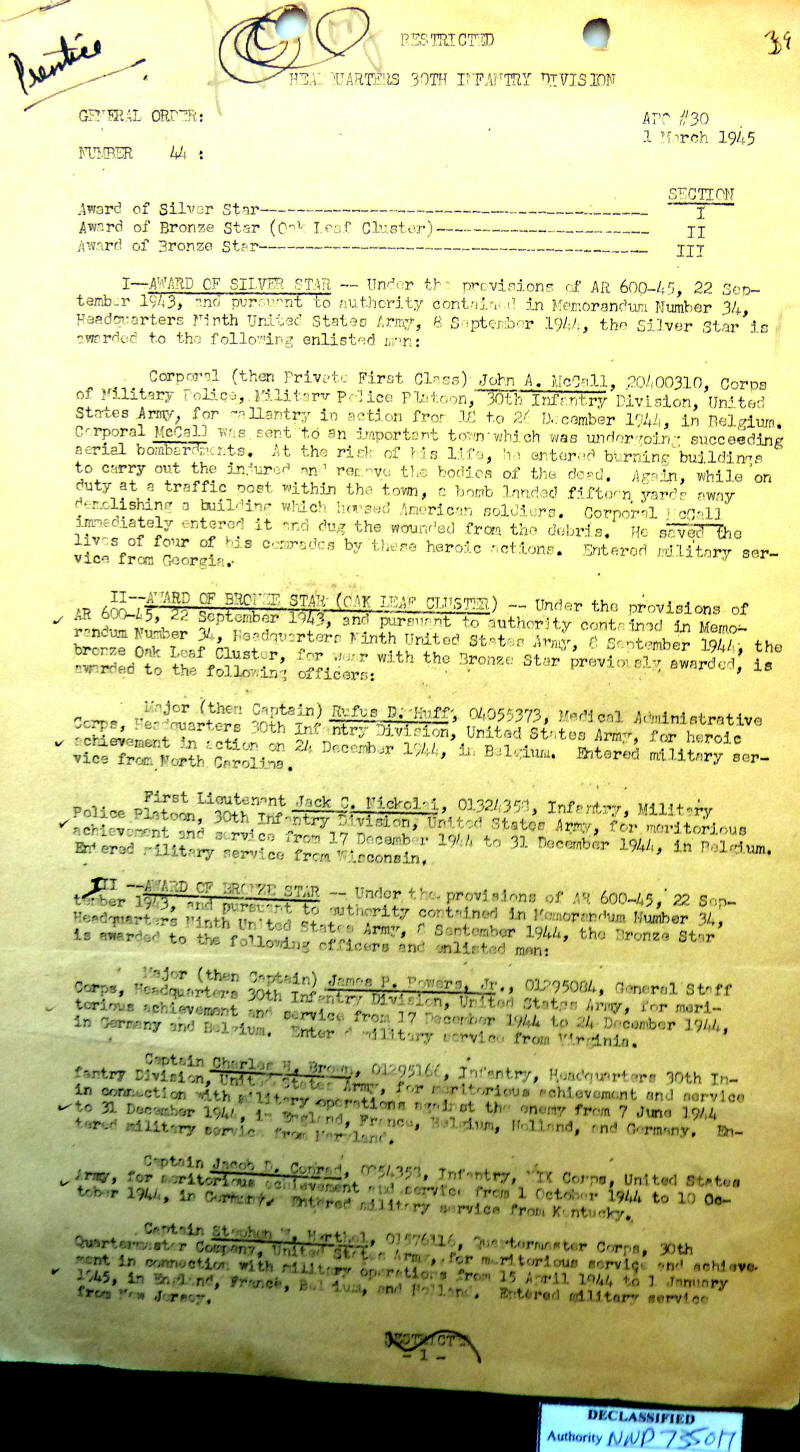 Prentice
RESTRICTED
39
HEADQUARTERS 30TH INFANTRY DIVISION
GENERAL ORDER:
APO #30
1 March 1945
NUMBER 44 :
SECTION
Award of Silver Star---------- I
Award of Bronze Star (Oak Leaf Cluster)---------- II
Award of Bronze Star---------- III
I--AWARD OF SILVER STAR -- Under the provisions of AR 600-45, 22 Sep-
tember 1943, and pursuant to authority contained in Memorandum Number 34,
Headquarters Ninth United States Army, 8 September 1944, the Silver Star is
awarded to the following enlisted man:
Corporal (then Private First Class) John A. McCall, 20400310, Corps
of Military Police, Military Police Platoon, 30th Infantry Division, United
States Army, for gallantry in action from to December 1944, in Belgium.
Corporal McCall was sent to an important town which was undergoing succeeding
aerial bombardments. At the risk of his life, he entered burning buildings
to carry out the injured and remove the bodies of the dead. Again, while on
duty at a traffic post within the town, a bomb landed fifteen yards away
demolishing a building which housed American soldiers. Corporal McCall
immediately entered it and dug the wounded from the debris. He saved the
lives of four of his comrades by these heroic actions. Entered military ser-
vice from Georgia.
II--AWARD OF BRONZE STAR (OAK LEAF CLUSTER) -- Under the provisions of
AR 600-45, 22 September 1943, and pursuant to authority contained in Memo-
randum Number 34, Headquarters Ninth United States Army, 8 September 1944, the
bronze Oak Leaf Cluster, for wear with the Bronze Star previously awarded, is
awarded to the following officers:
Major (then Captain) Rufus D. Huff, 04055373, Medical Administrative
Corps, Headquarters 30th Infantry Division, United States Army, for heroic
achievement in action on 24 December 1944, in Belgium. Entered military ser-
vice from North Carolina.
First Lieutenant Jack C. Nickolai, 01324358, Infantry, Military
Police Platoon, 30th Infantry Division, United States Army, for meritorious
achievement and service from 17 December 1944 to 31 December 1944, in Belgium.
Entered military service from Wisconsin.
III --AWARD OF BRONZE STAR -- Under the provisions of AR 600-45, 22 Sep-
tember 1943, and pursuant to authority contained in Memorandum Number 34,
Headquarters Ninth United States Army, 8 September 1944, the Bronze Star
is awarded to the following officers and enlisted men:
Major (then Captain) James P. Powers, Jr., 01295084, General Staff
Corps, Headquarters 30th Infantry Division, United States Army, for meri-
torious achievement and service from 17 December 1944 to 24 December 1944,
in Germany and Belgium. Entered military service from Virginia.
Captain Charles Brown, Infantry, Headquarters 30th In-
fantry Division, United States Army, for meritorious achievement and service
in connection with military operations against the enemy from 7 June 1944
to 31 December 1944, in England, France, Belgium, Holland, and Germany. En-
tered military service from Maryland.
Captain Jacob Conrad, Infantry, XIX Corps, United States
Army, for meritorious achievement and service from 1 October 1944 to 10 Oc-
tober 1944, in Germany. Entered military service from Kentucky.
Captain Stephen Quartermaster Corps, 30th
Quartermaster Company, United States Army, for meritorious service and achieve-
ment in connection with military operations from 15 April 1944 to 1 January
1945, in England, France, Belgium, and Holland. Entered military service
from New Jersey.
RESTRICTED
- 1 -
DECLASSIFIED
Authority NND 735017